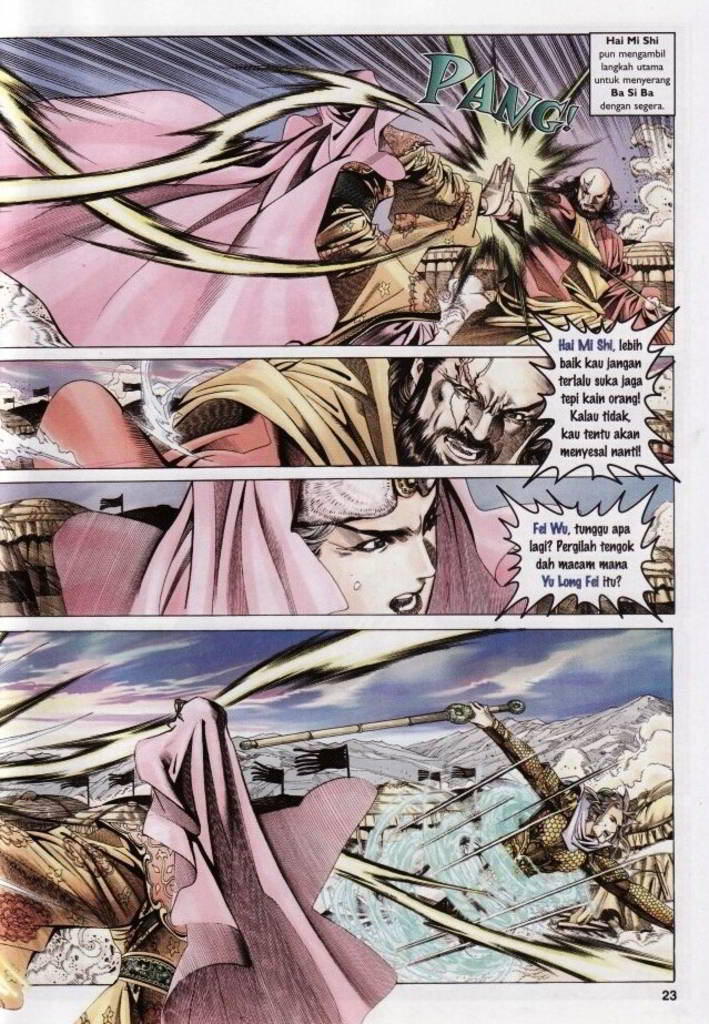 Hai Mi Shi
pun mengambil
langkah utama
untuk menyerang
Ba Si Ba
dengan segera.
PANG!
Hai Mi Shi, lebih
baik kau jangan
terlalu suka jaga
tepi kain orang!
Kalau tidak,
kau tentu akan
menyesal nanti!
Fei Wu, tunggu apa
lagi? Pergilah tengok
dah macam mana
Yu Long Fei itu?
23